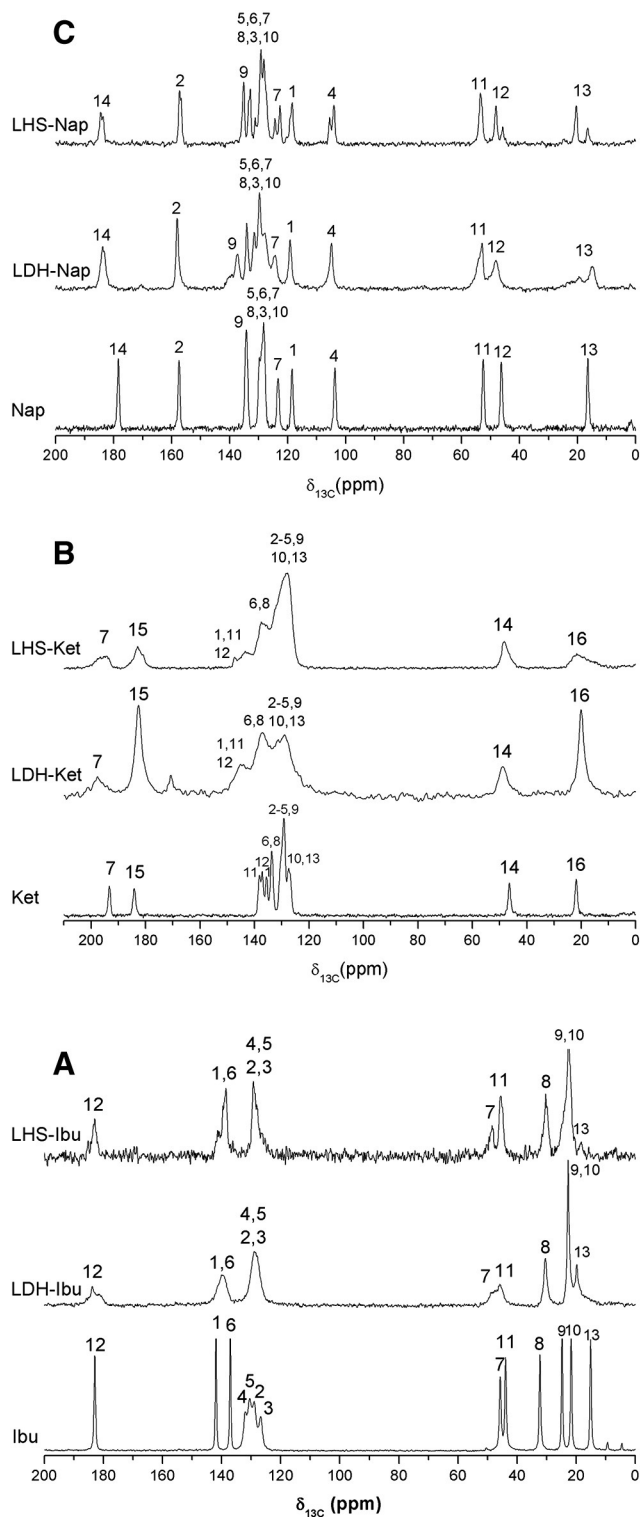 C
5,6,7
8,3,10
14 2 9 7 1 4 11 12 13
LHS-Nap
5,6,7
8,3,10
14 2 9 7 1 4 11 12 13
LDH-Nap
5,6,7
8,3,10
14 2 9 7 1 4 11 12 13
Nap
200 180 160 140 120 100 80 60 40 20 0
δ13C(ppm)
B
2-5,9
10,13
7 15 1,11 12 6,8 14 16
LHS-Ket
2-5,9
10,13
7 15 1,11 12 6,8 14 16
LDH-Ket
2-5,9
7 15 11 12 1 6,8 10,13 14 16
Ket
200 180 160 140 120 100 80 60 40 20 0
δ13C(ppm)
A
4,5
2,3
12 1,6 7 11 8 9,10 13
LHS-Ibu
4,5
2,3
12 1,6 7 11 8 9,10 13
LDH-Ibu
12 1 6 4 5 2 3 7 11 8 9 10 13
Ibu
200 180 160 140 120 100 80 60 40 20 0
δ13C (ppm)